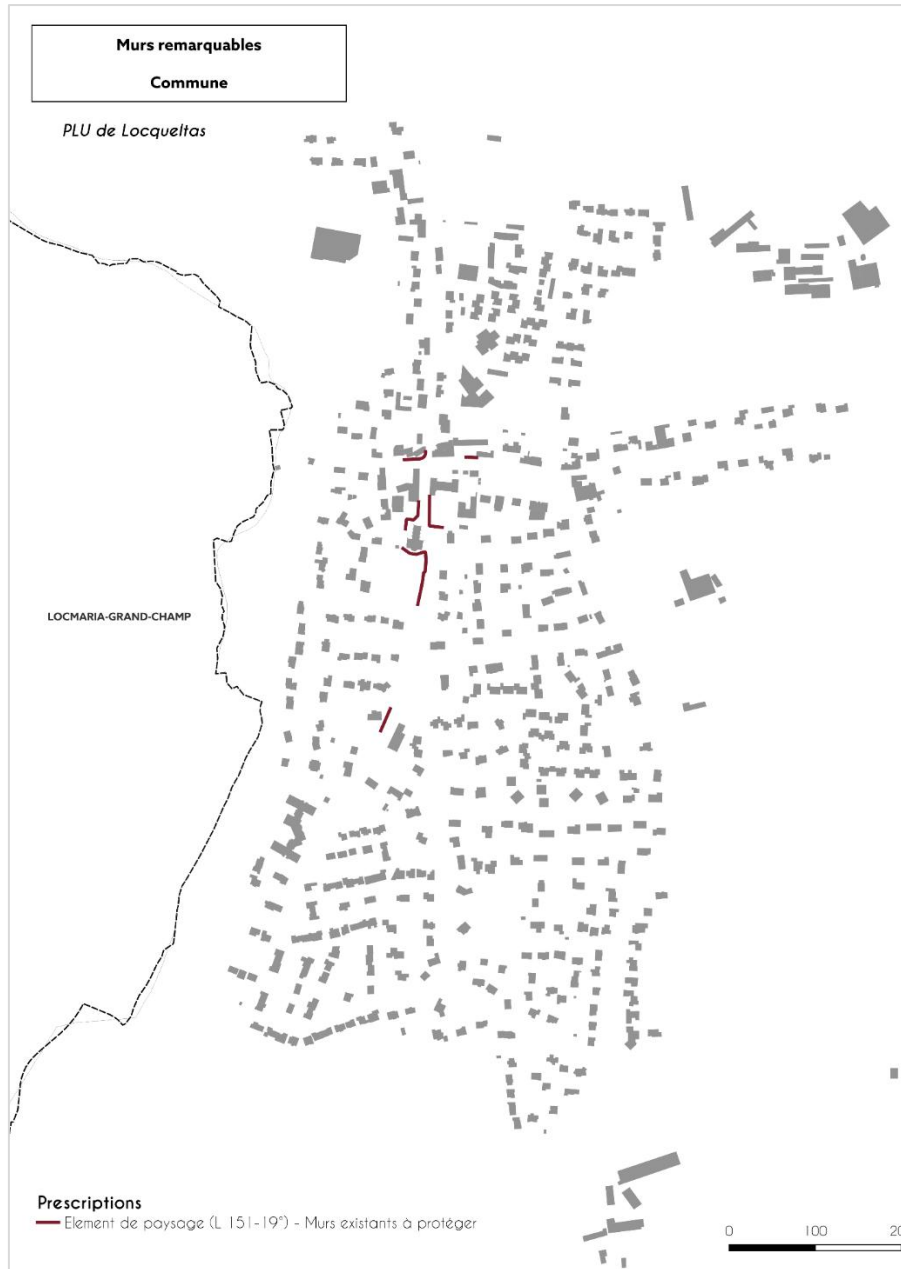 Murs remarquables
Commune
PLU de Locqueltas
LOCMARIA-GRAND-CHAMP
Prescriptions
Element de paysage (L 151-19°) - Murs existants à protéger
0 100 20